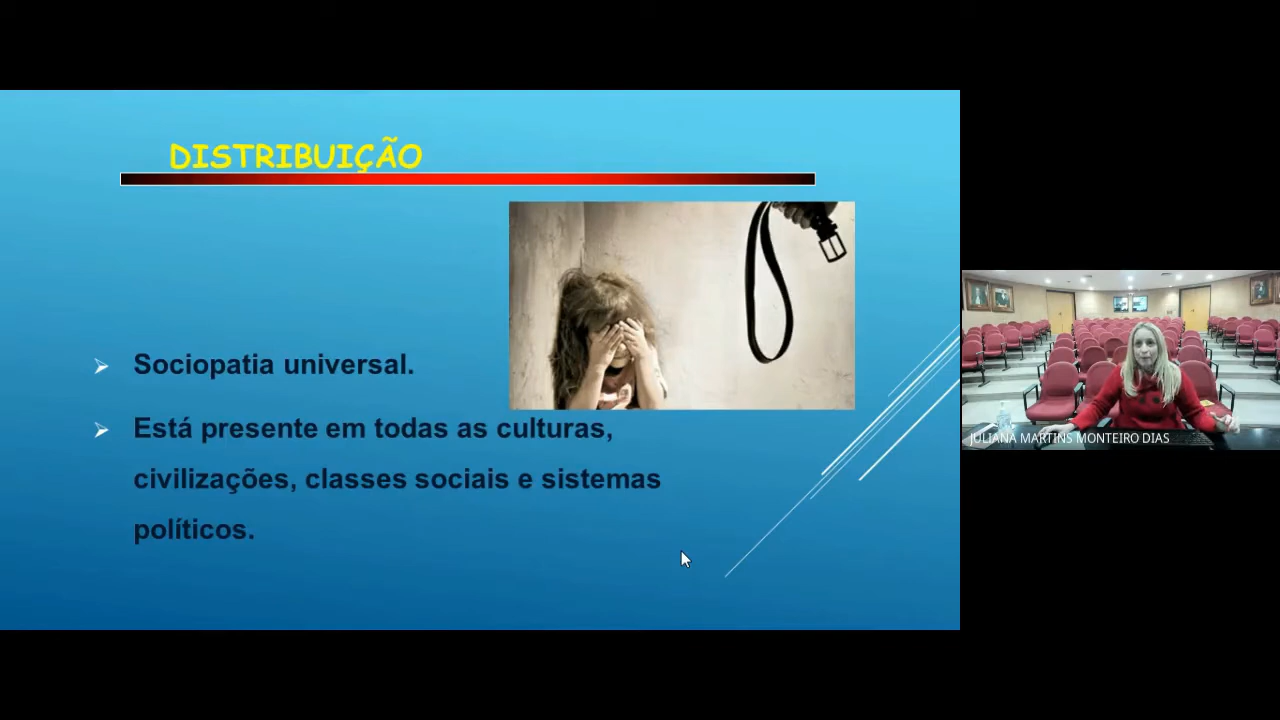 DISTRIBUIÇÃO
Sociopatia universal.
Está presente em todas as culturas,
civilizações, classes sociais e sistemas
políticos.
JULIANA MARTINS MONTEIRO DIAS